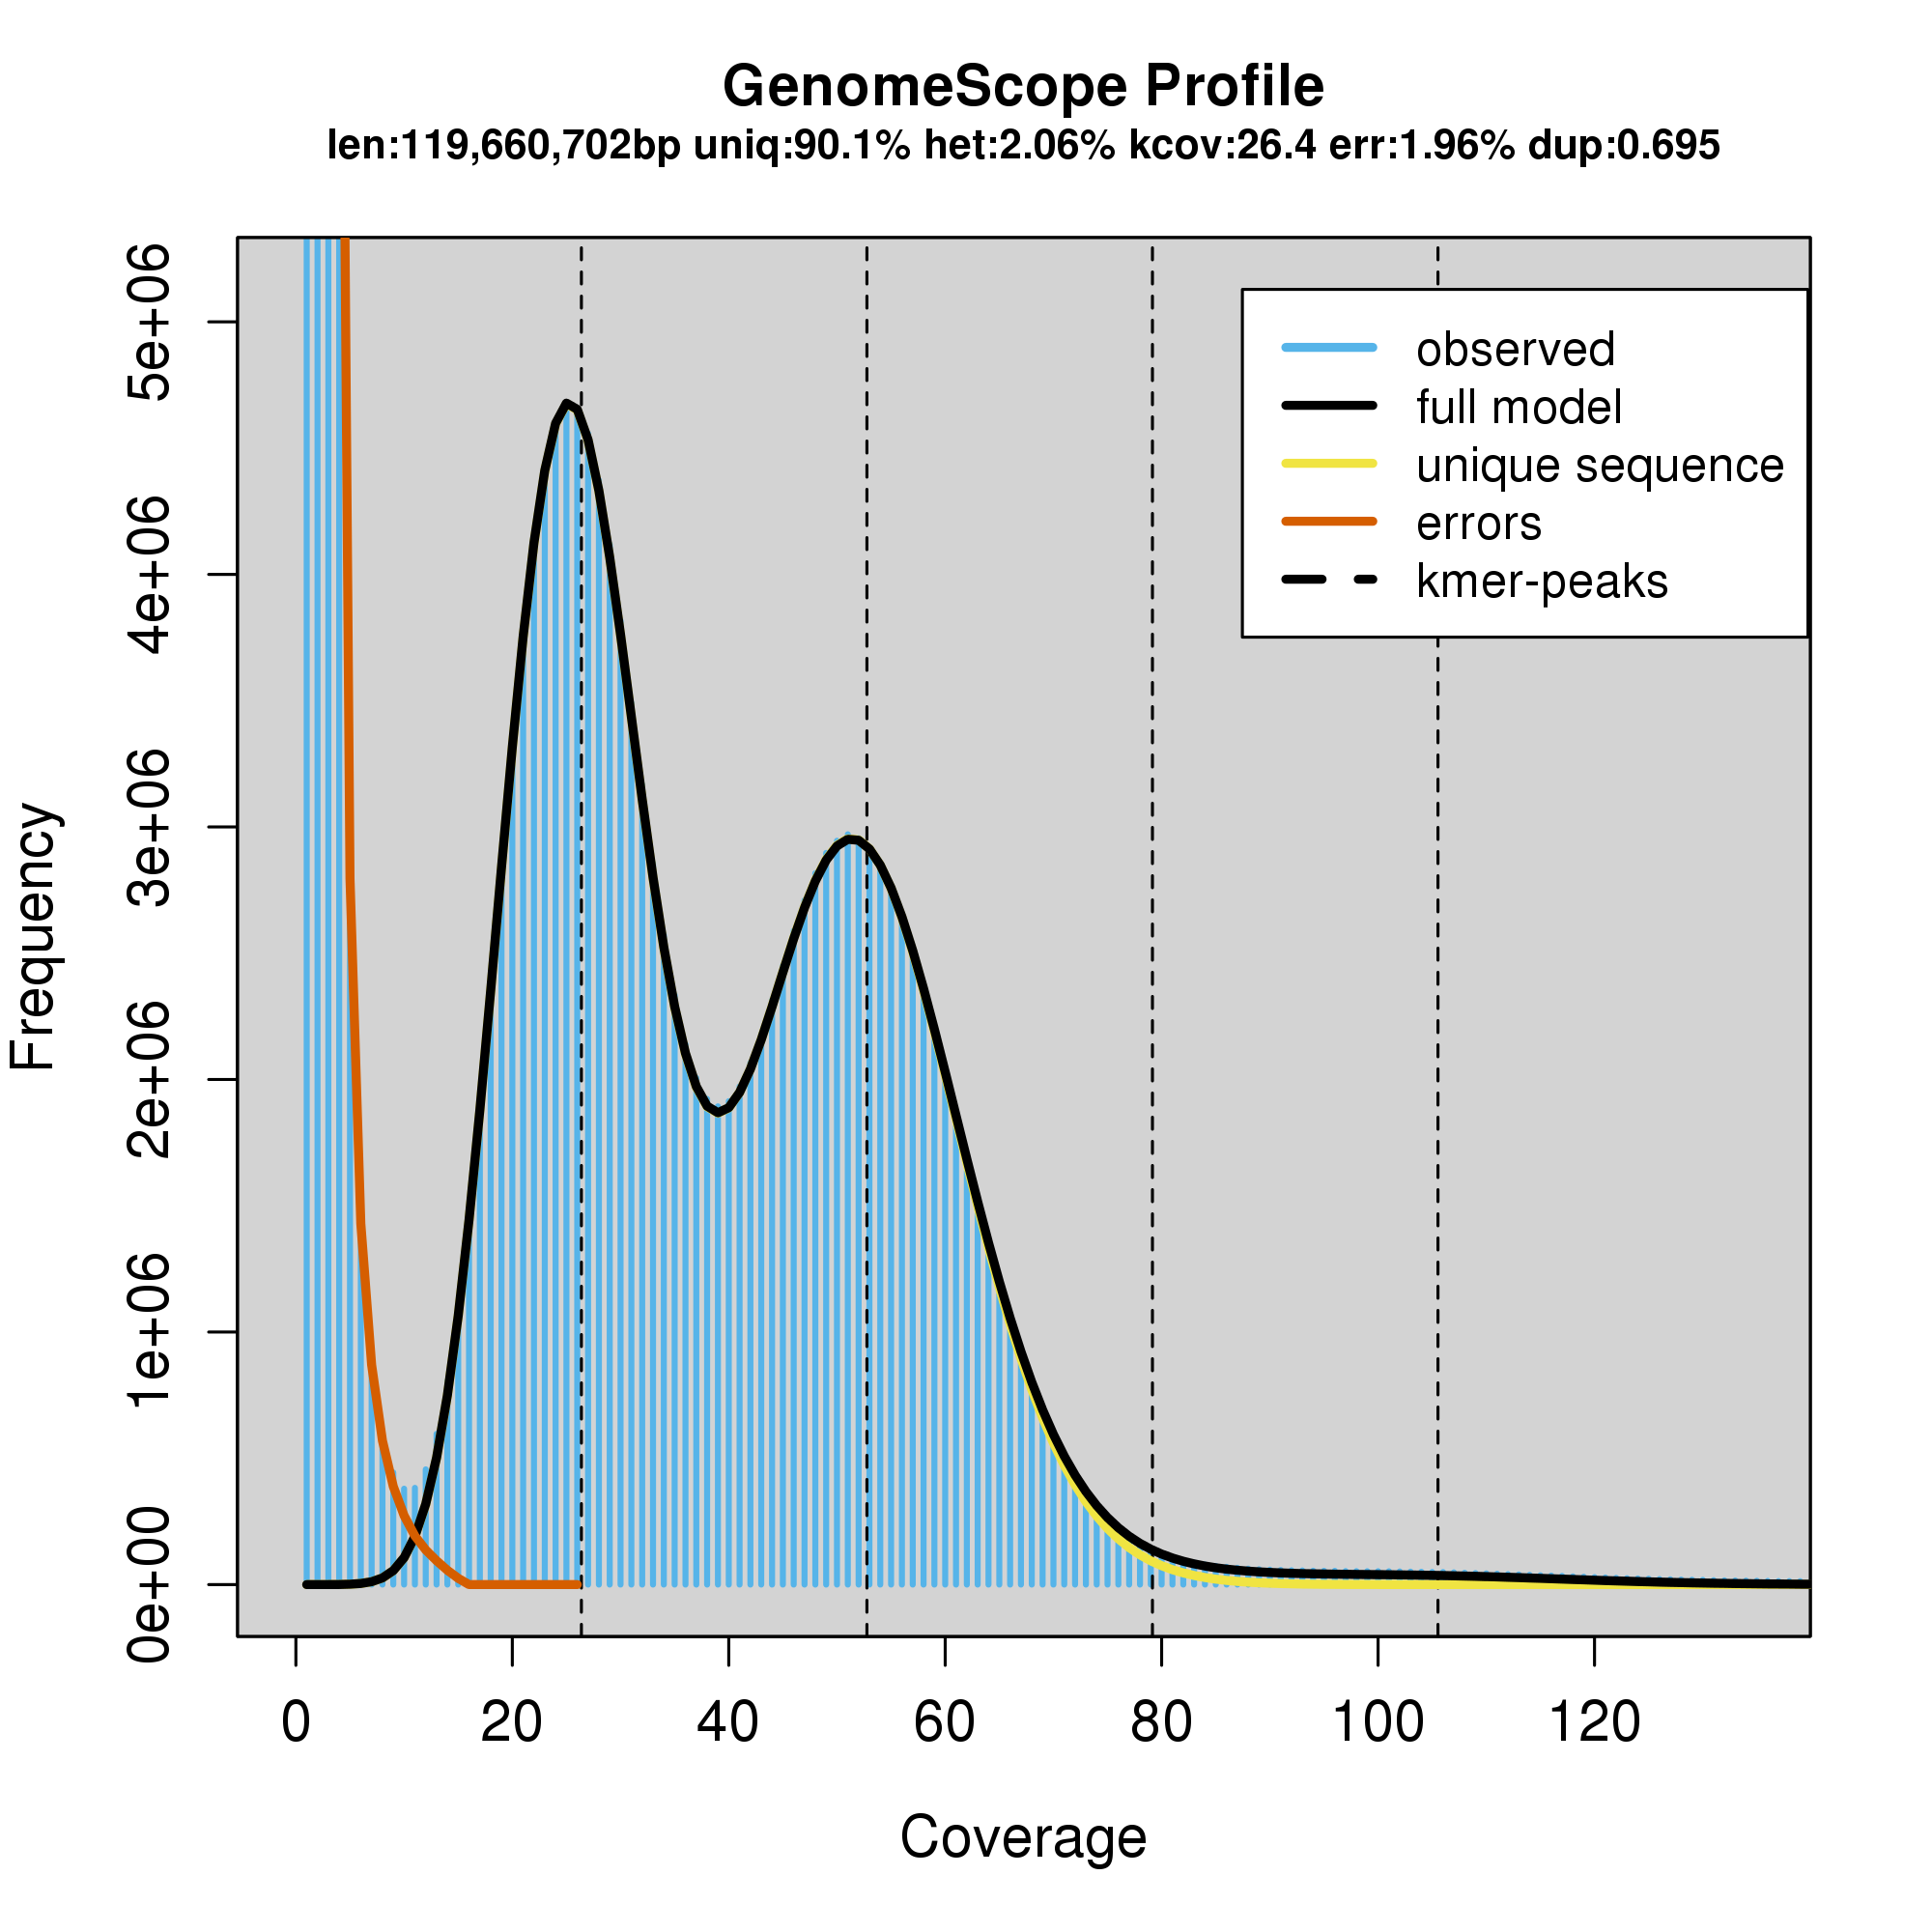 GenomeScope Profile
len:119,660,702bp uniq:90.1% het:2.06% kcov:26.4 err:1.96% dup:0.695
observed
full model
unique sequence
errors
kmer-peaks
Frequency
5e+06
4e+06
3e+06
2e+06
1e+06
0e+00
0 20 40 60 80 100 120
Coverage